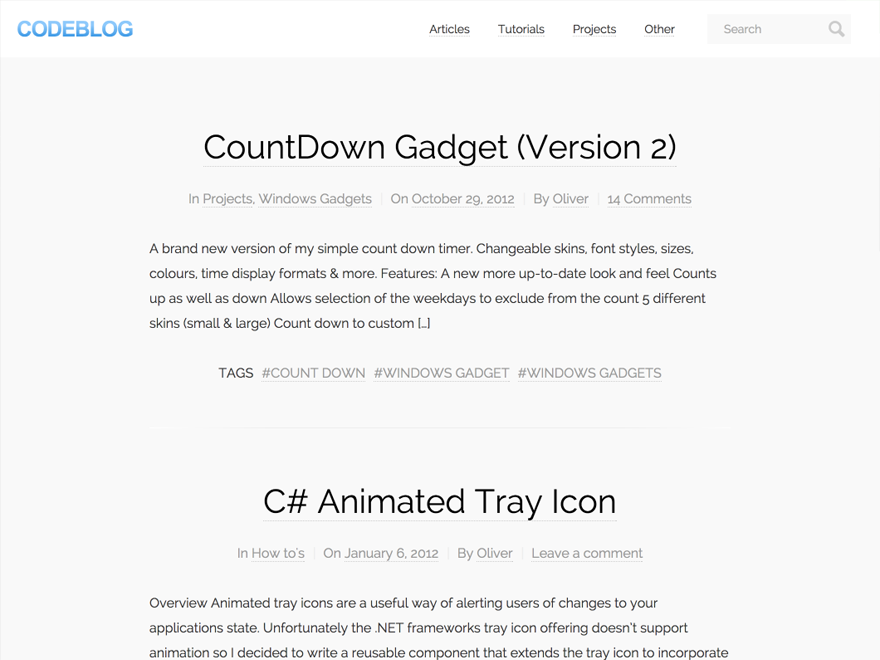 CODEBLOG Articles Tutorials Projects Other Search
CountDown Gadget (Version 2)
In Projects, Windows Gadgets On October 29, 2012 By Oliver 14 Comments
A brand new version of my simple count down timer. Changeable skins, font styles, sizes,
colours, time display formats & more. Features: A new more up-to-date look and feel Counts
up as well as down Allows selection of the weekdays to exclude from the count 5 different
skins (small & large) Count down to custom […]
TAGS #COUNT DOWN #WINDOWS GADGET #WINDOWS GADGETS
C# Animated Tray Icon
In How to's On January 6, 2012 By Oliver Leave a comment
Overview Animated tray icons are a useful way of alerting users of changes to your
applications state. Unfortunately the .NET frameworks tray icon offering doesn't support
animation so I decided to write a reusable component that extends the tray icon to incorporate